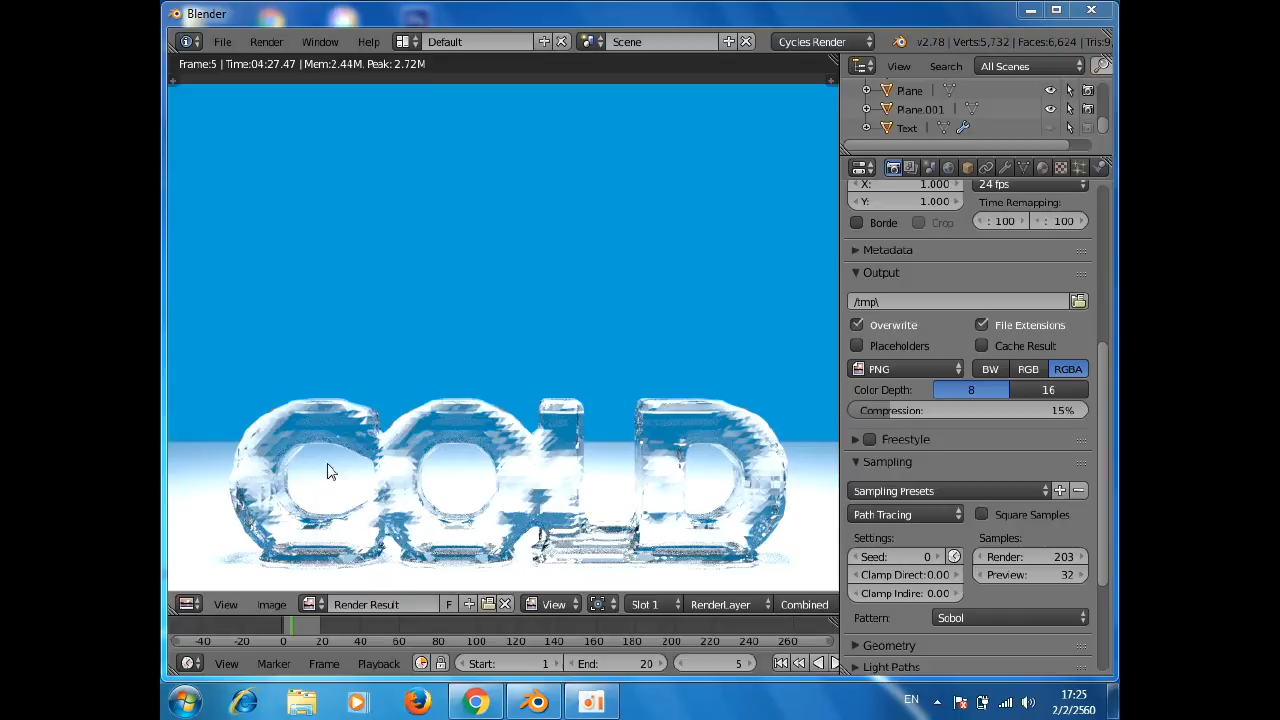 Blender
File Render Window Help Default Scene Cycles Render v2.78 | Verts:5,732 | Faces:6,624 | Tris:9,
Frame:5 | Time:04:27.47 | Mem:2.44M, Peak: 2.72M
View Search All Scenes
Plane
Plane.001
Text
X: 1.000 24 fps
Y: 1.000 Time Remapping:
Borde Crop : 100 : 100
Metadata
Output
/tmp\
Overwrite File Extensions
Placeholders Cache Result
PNG BW RGB RGBA
Color Depth: 8 16
Compression: 15%
Freestyle
Sampling
Sampling Presets
Path Tracing Square Samples
Settings: Samples:
Seed: 0 Render: 203
Clamp Direct:0.00 Preview: 32
Clamp Indire: 0.00
Pattern: Sobol
Geometry
Light Paths
COLD
View Image Render Result F View Slot 1 RenderLayer Combined
-40 -20 0 20 40 60 80 100 120 140 160 180 200 220 240 260
View Marker Frame Playback Start: 1 End: 20 5
EN 17:25
2/2/2560